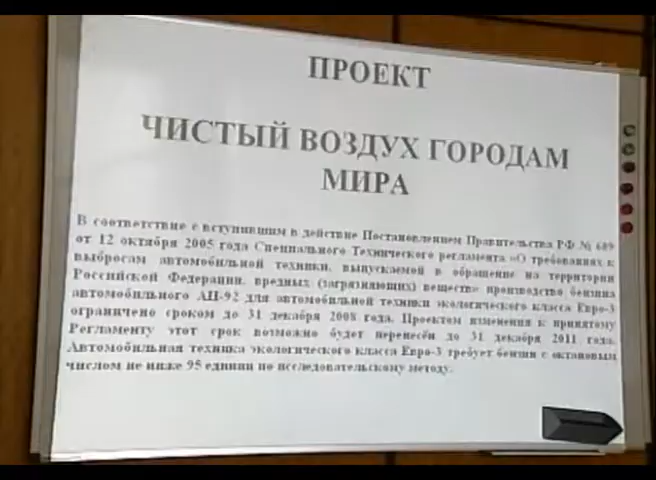 ПРОЕКТ
ЧИСТЫЙ ВОЗДУХ ГОРОДАМ
МИРА
В соответствие с вступившим в действие Постановлением Правительства РФ № 609
от 12 октября 2005 года Специального Технического регламента «О требованиях к
выбросам автомобильной техники, выпускаемой в обращение на территории
Российской Федерации, вредных (загрязняющих) веществ» производство бензина
автомобильного АИ-92 для автомобильной техники экологического класса Евро-3
ограничено сроком до 31 декабря 2008 года. Проектом изменения к принятому
Регламенту этот срок возможно будет перенесён до 31 декабря 2011 года.
Автомобильная техника экологического класса Евро-3 требует бензин с октановым
числом не ниже 95 единиц по исследовательскому методу.